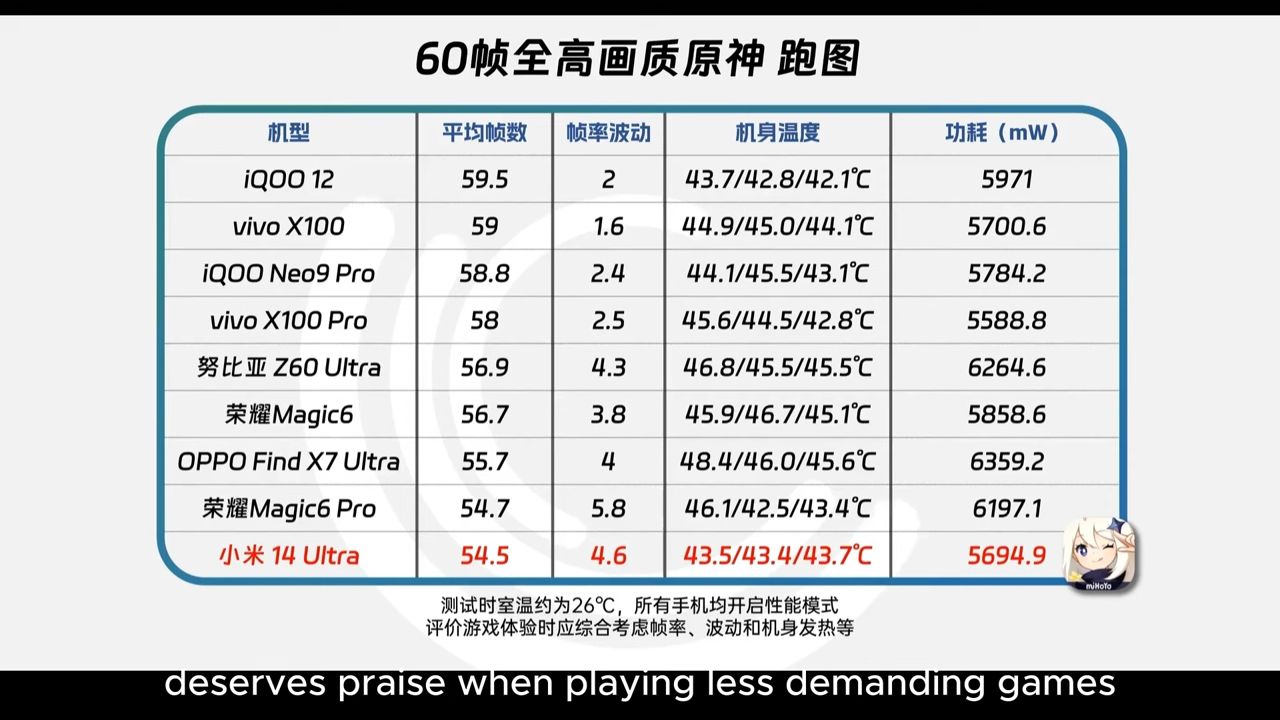 60帧全高画质原神 跑图
机型 平均帧数 帧率波动 机身温度 功耗（mW）
iQOO 12 59.5 2 43.7/42.8/42.1℃ 5971
vivo X100 59 1.6 44.9/45.0/44.1℃ 5700.6
iQOO Neo9 Pro 58.8 2.4 44.1/45.5/43.1℃ 5784.2
vivo X100 Pro 58 2.5 45.6/44.5/42.8℃ 5588.8
努比亚 Z60 Ultra 56.9 4.3 46.8/45.5/45.5℃ 6264.6
荣耀Magic6 56.7 3.8 45.9/46.7/45.1℃ 5858.6
OPPO Find X7 Ultra 55.7 4 48.4/46.0/45.6℃ 6359.2
荣耀Magic6 Pro 54.7 5.8 46.1/42.5/43.4℃ 6197.1
小米 14 Ultra 54.5 4.6 43.5/43.4/43.7℃ 5694.9
miHoYo
测试时室温约为26℃，所有手机均开启性能模式
评价游戏体验时应综合考虑帧率、波动和机身发热等
deserves praise when playing less demanding games